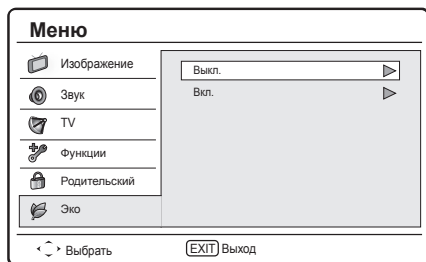 Меню
Изображение
Звук
TV
Функции
Родительский
Эко
Выкл.
Вкл.
Выбрать
EXIT Выход